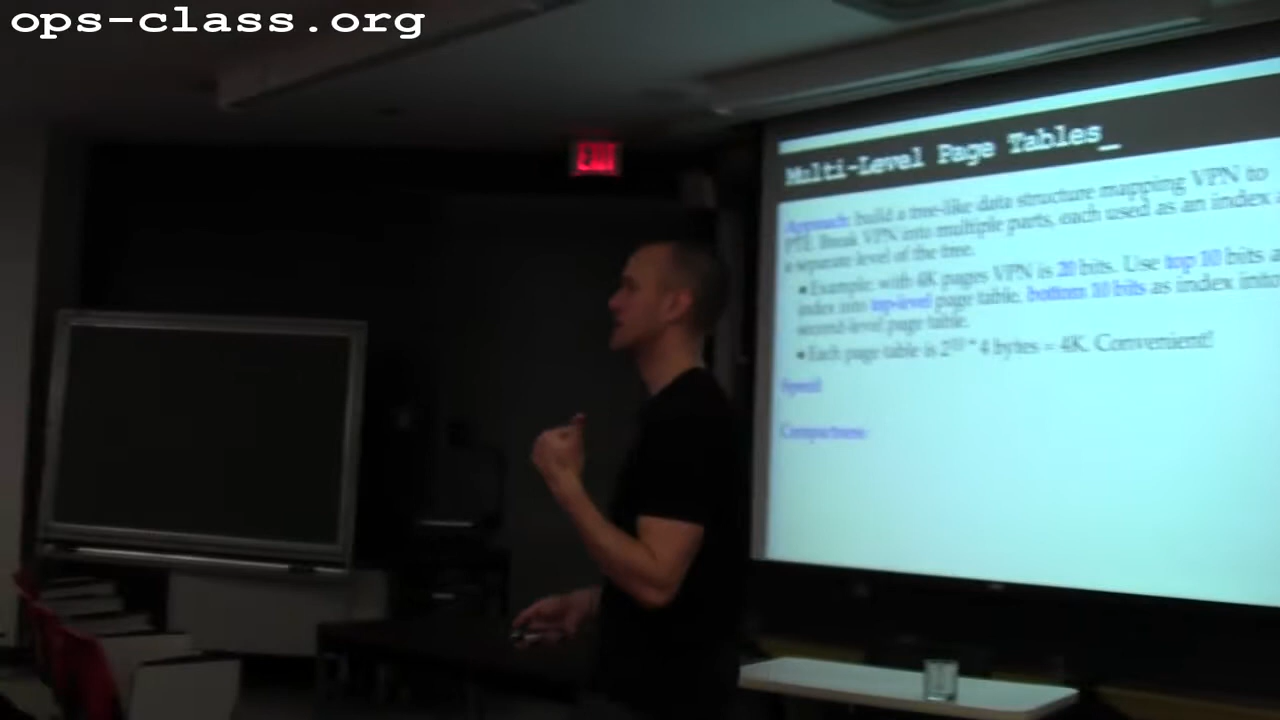 ops-class.org
EXIT
Multi-Level Page Tables_
Approach: build a tree-like data structure mapping VPN to
PTE. Break VPN into multiple parts, each used as an index
a separate level of the tree.
• Example: with 4K pages VPN is 20 bits. Use top 10 bits
index into top-level page table, bottom 10 bits as index into
second-level page table.
• Each page table is 2^10 * 4 bytes = 4K. Convenient!
Speed
Compactness